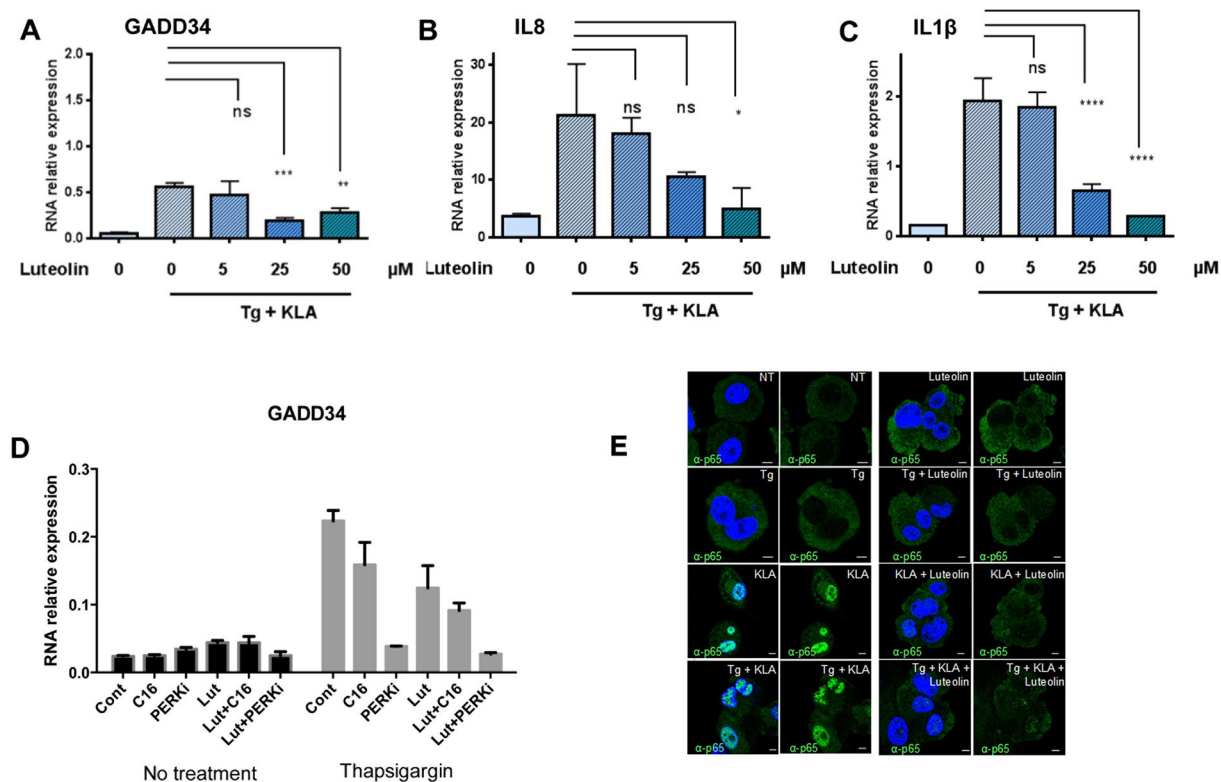 A
GADD34
RNA relative expression
2.0
1.5
1.0
0.5
0.0
ns
***
**
Luteolin 0 0 5 25 50 µM
Tg + KLA
B
IL8
RNA relative expression
30
20
10
0
ns
ns
*
Luteolin 0 0 5 25 50 µM
Tg + KLA
C
IL1β
RNA relative expression
2
1
0
ns
****
****
Luteolin 0 0 5 25 50 µM
Tg + KLA
D
GADD34
RNA relative expression
0.3
0.2
0.1
0.0
Cont C16 PERKi Lut Lut+C16 Lut+PERKi Cont C16 PERKi Lut Lut+C16 Lut+PERKi
No treatment Thapsigargin
E
NT NT Luteolin Luteolin
α-p65 α-p65 α-p65 α-p65
Tg Tg Tg + Luteolin Tg + Luteolin
α-p65 α-p65 α-p65 α-p65
KLA KLA KLA + Luteolin KLA + Luteolin
α-p65 α-p65 α-p65 α-p65
Tg + KLA Tg + KLA Tg + KLA + Tg + KLA +
Luteolin Luteolin
α-p65 α-p65 α-p65 α-p65